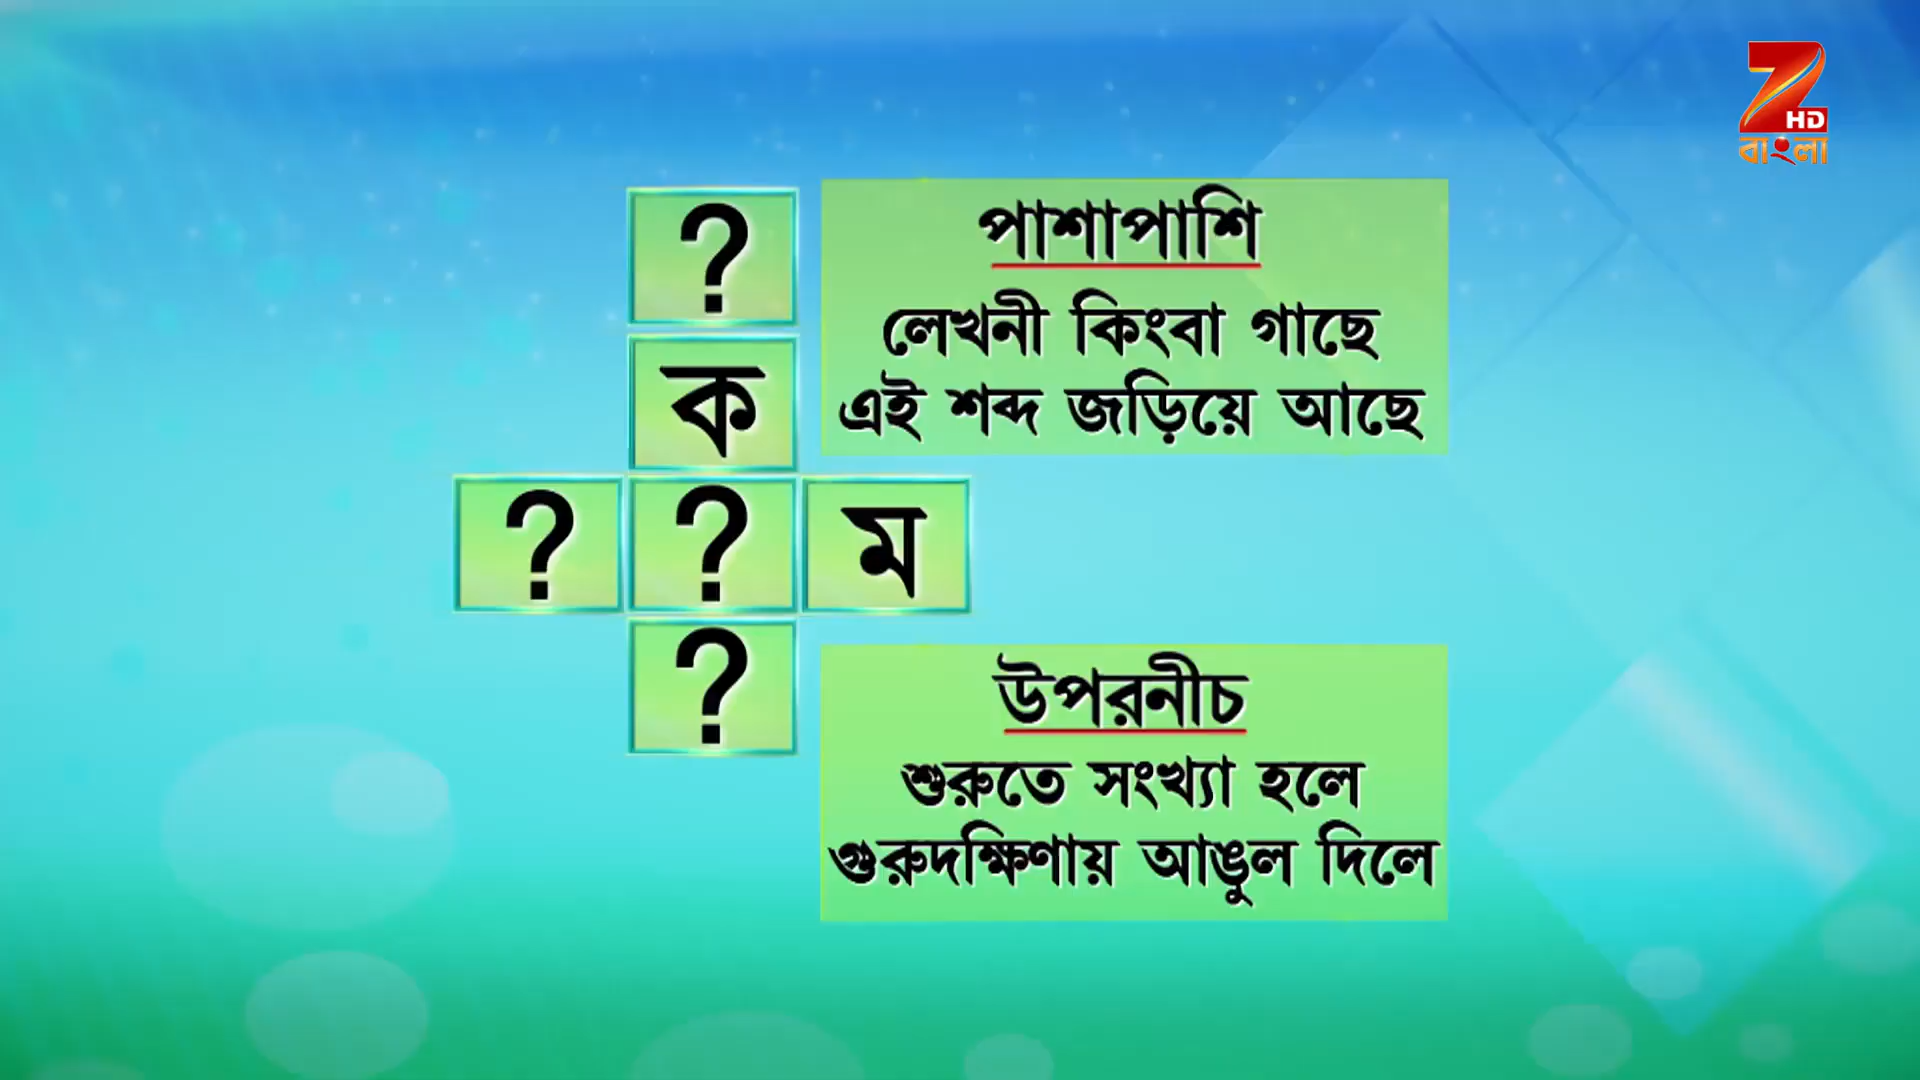 HD
বাংলা
?
ক
? ? ম
?
পাশাপাশি
লেখনী কিংবা গাছে
এই শব্দ জড়িয়ে আছে
উপরনীচ
শুরুতে সংখ্যা হলে
গুরুদক্ষিণায় আঙুল দিলে